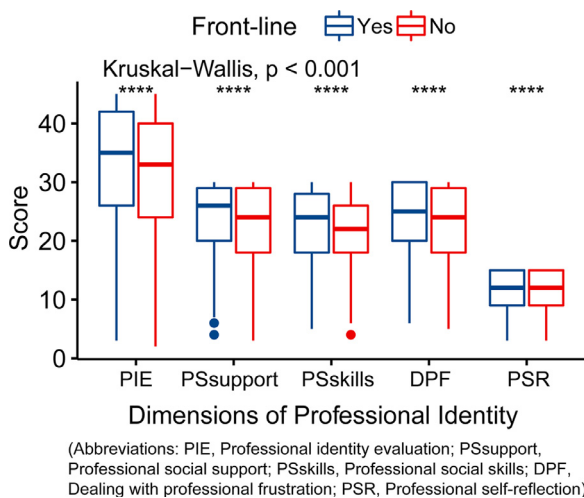 Front-line Yes No
Kruskal-Wallis, p < 0.001
**** **** **** **** ****
40
30
20
10
0
Score
PIE PSsupport PSskills DPF PSR
Dimensions of Professional Identity
(Abbreviations: PIE, Professional identity evaluation; PSsupport,
Professional social support; PSskills, Professional social skills; DPF,
Dealing with professional frustration; PSR, Professional self-reflection)